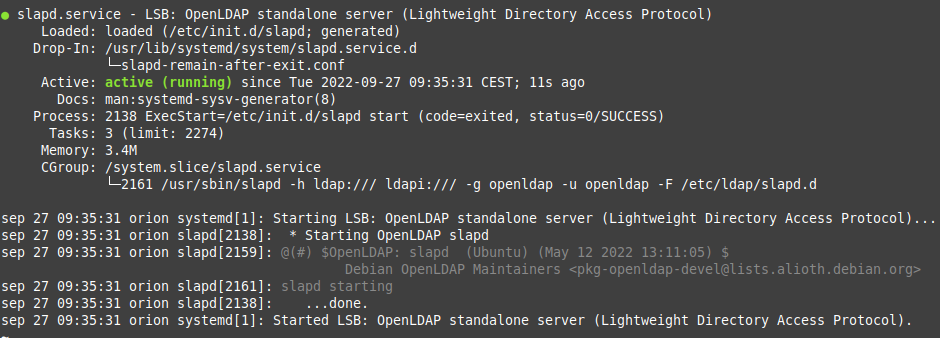 ● slapd.service - LSB: OpenLDAP standalone server (Lightweight Directory Access Protocol)
Loaded: loaded (/etc/init.d/slapd; generated)
Drop-In: /usr/lib/systemd/system/slapd.service.d
└─slapd-remain-after-exit.conf
Active: active (running) since Tue 2022-09-27 09:35:31 CEST; 11s ago
Docs: man:systemd-sysv-generator(8)
Process: 2138 ExecStart=/etc/init.d/slapd start (code=exited, status=0/SUCCESS)
Tasks: 3 (limit: 2274)
Memory: 3.4M
CGroup: /system.slice/slapd.service
└─2161 /usr/sbin/slapd -h ldap:/// ldapi:/// -g openldap -u openldap -F /etc/ldap/slapd.d
sep 27 09:35:31 orion systemd[1]: Starting LSB: OpenLDAP standalone server (Lightweight Directory Access Protocol)...
sep 27 09:35:31 orion slapd[2138]:  * Starting OpenLDAP slapd
sep 27 09:35:31 orion slapd[2159]: @(#) $OpenLDAP: slapd  (Ubuntu) (May 12 2022 13:11:05) $
Debian OpenLDAP Maintainers <pkg-openldap-devel@lists.alioth.debian.org>
sep 27 09:35:31 orion slapd[2161]: slapd starting
sep 27 09:35:31 orion slapd[2138]:    ...done.
sep 27 09:35:31 orion systemd[1]: Started LSB: OpenLDAP standalone server (Lightweight Directory Access Protocol).
~